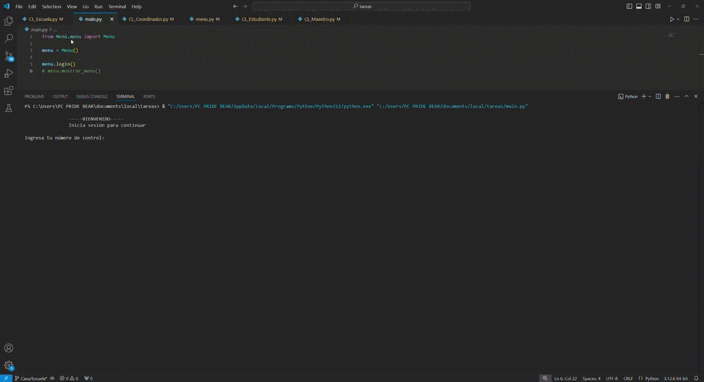 File Edit Selection View Go Run Terminal Help
tareas
CL_Escuela.py M main.py CL_Coordinador.py M menu.py M CL_Estudiante.py M CL_Maestro.py M
main.py > ...
1 from Menu.menu import Menu
2
3 menu = Menu()
4
5 menu.login()
6 # menu.mostrar_menu()
PROBLEMS OUTPUT DEBUG CONSOLE TERMINAL PORTS
Python
PS C:\Users\PC PRIDE BEAR\documents\local\tareas> & "C:/Users/PC PRIDE BEAR/AppData/Local/Programs/Python/Python312/python.exe" "c:/Users/PC PRIDE BEAR/documents/local/tareas/main.py"
-----BIENVENIDO-----
Inicia sesión para continuar
Ingresa tu número de control:
Casa/Escuela* 0 0 0 Ln 6, Col 22 Spaces: 4 UTF-8 CRLF Python 3.12.6 64-bit